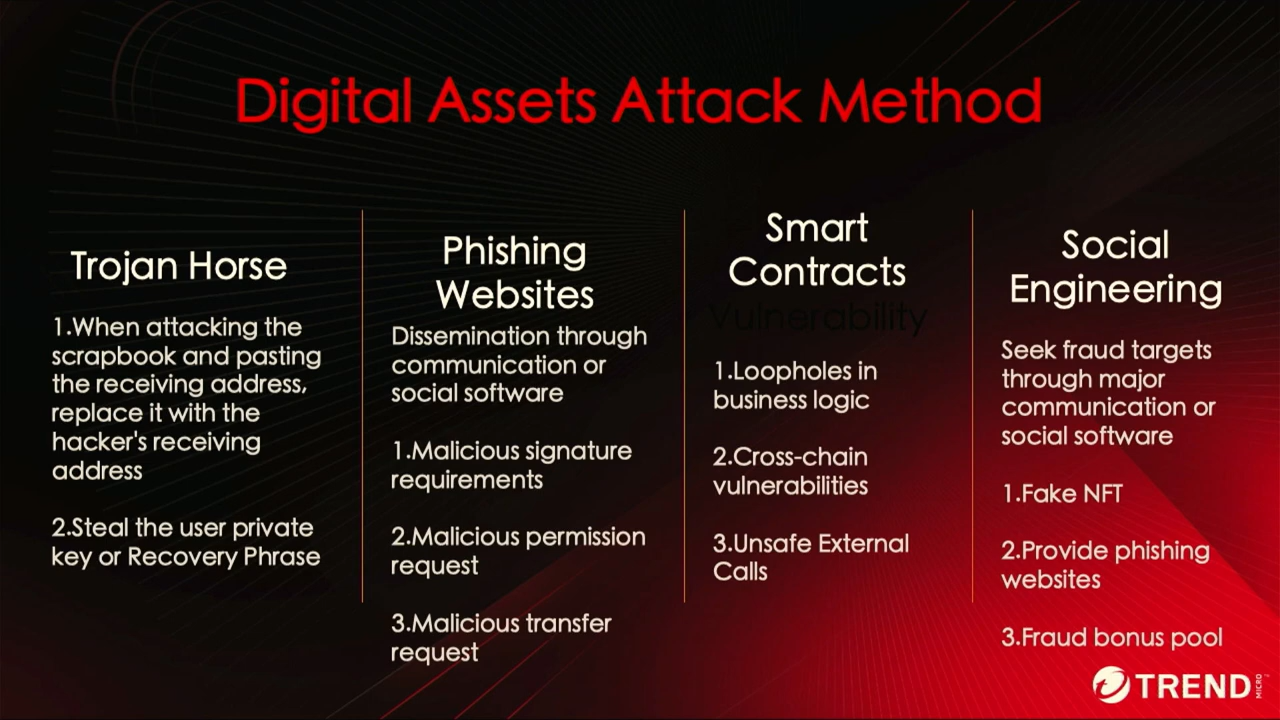 Digital Assets Attack Method
Trojan Horse
1.When attacking the
scrapbook and pasting
the receiving address,
replace it with the
hacker's receiving
address
2.Steal the user private
key or Recovery Phrase
Phishing
Websites
Dissemination through
communication or
social software
1.Malicious signature
requirements
2.Malicious permission
request
3.Malicious transfer
request
Smart
Contracts
Vulnerability
1.Loopholes in
business logic
2.Cross-chain
vulnerabilities
3.Unsafe External
Calls
Social
Engineering
Seek fraud targets
through major
communication or
social software
1.Fake NFT
2.Provide phishing
websites
3.Fraud bonus pool
TREND MICRO